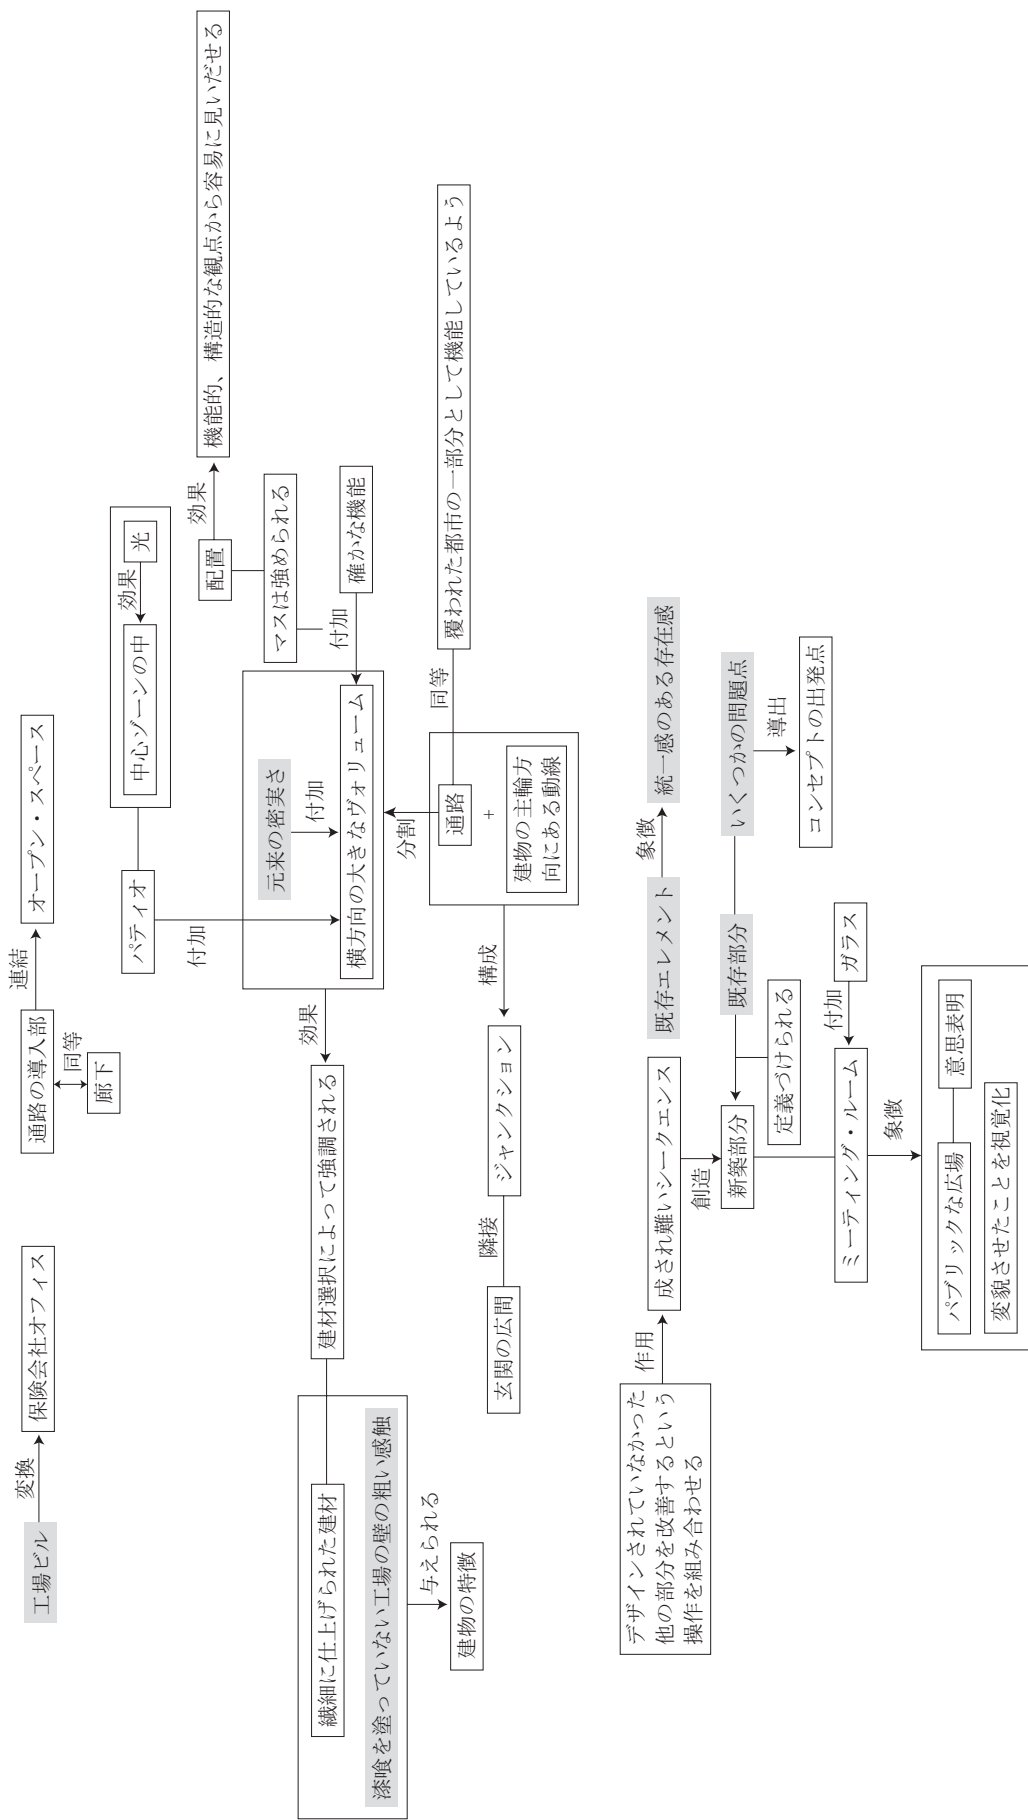 工場ビル
変換
保険会社オフィス
通路の導入部
連結
オープン・スペース
同等
廊下
パティオ
中心ゾーンの中
効果
光
付加
配置
効果
機能的、構造的な観点から容易に見いだせる
マスは強められる
元来の密実さ
付加
横方向の大きなヴォリューム
付加
確かな機能
効果
建材選択によって強調される
繊細に仕上げられた建材
漆喰を塗っていない工場の壁の粗い感触
与えられる
建物の特徴
分割
通路
+
建物の主輪方
向にある動線
同等
覆われた都市の一部分として機能しているよう
構成
ジャンクション
隣接
玄関の広間
デザインされていなかった
他の部分を改善するという
操作を組み合わせる
作用
成され難いシークェンス
創造
既存エレメント
象徴
統一感のある存在感
新築部分
既存部分
いくつかの問題点
定義づけられる
導出
コンセプトの出発点
ミーティング・ルーム
付加
ガラス
象徴
パブリックな広場
意思表明
変貌させたことを視覚化